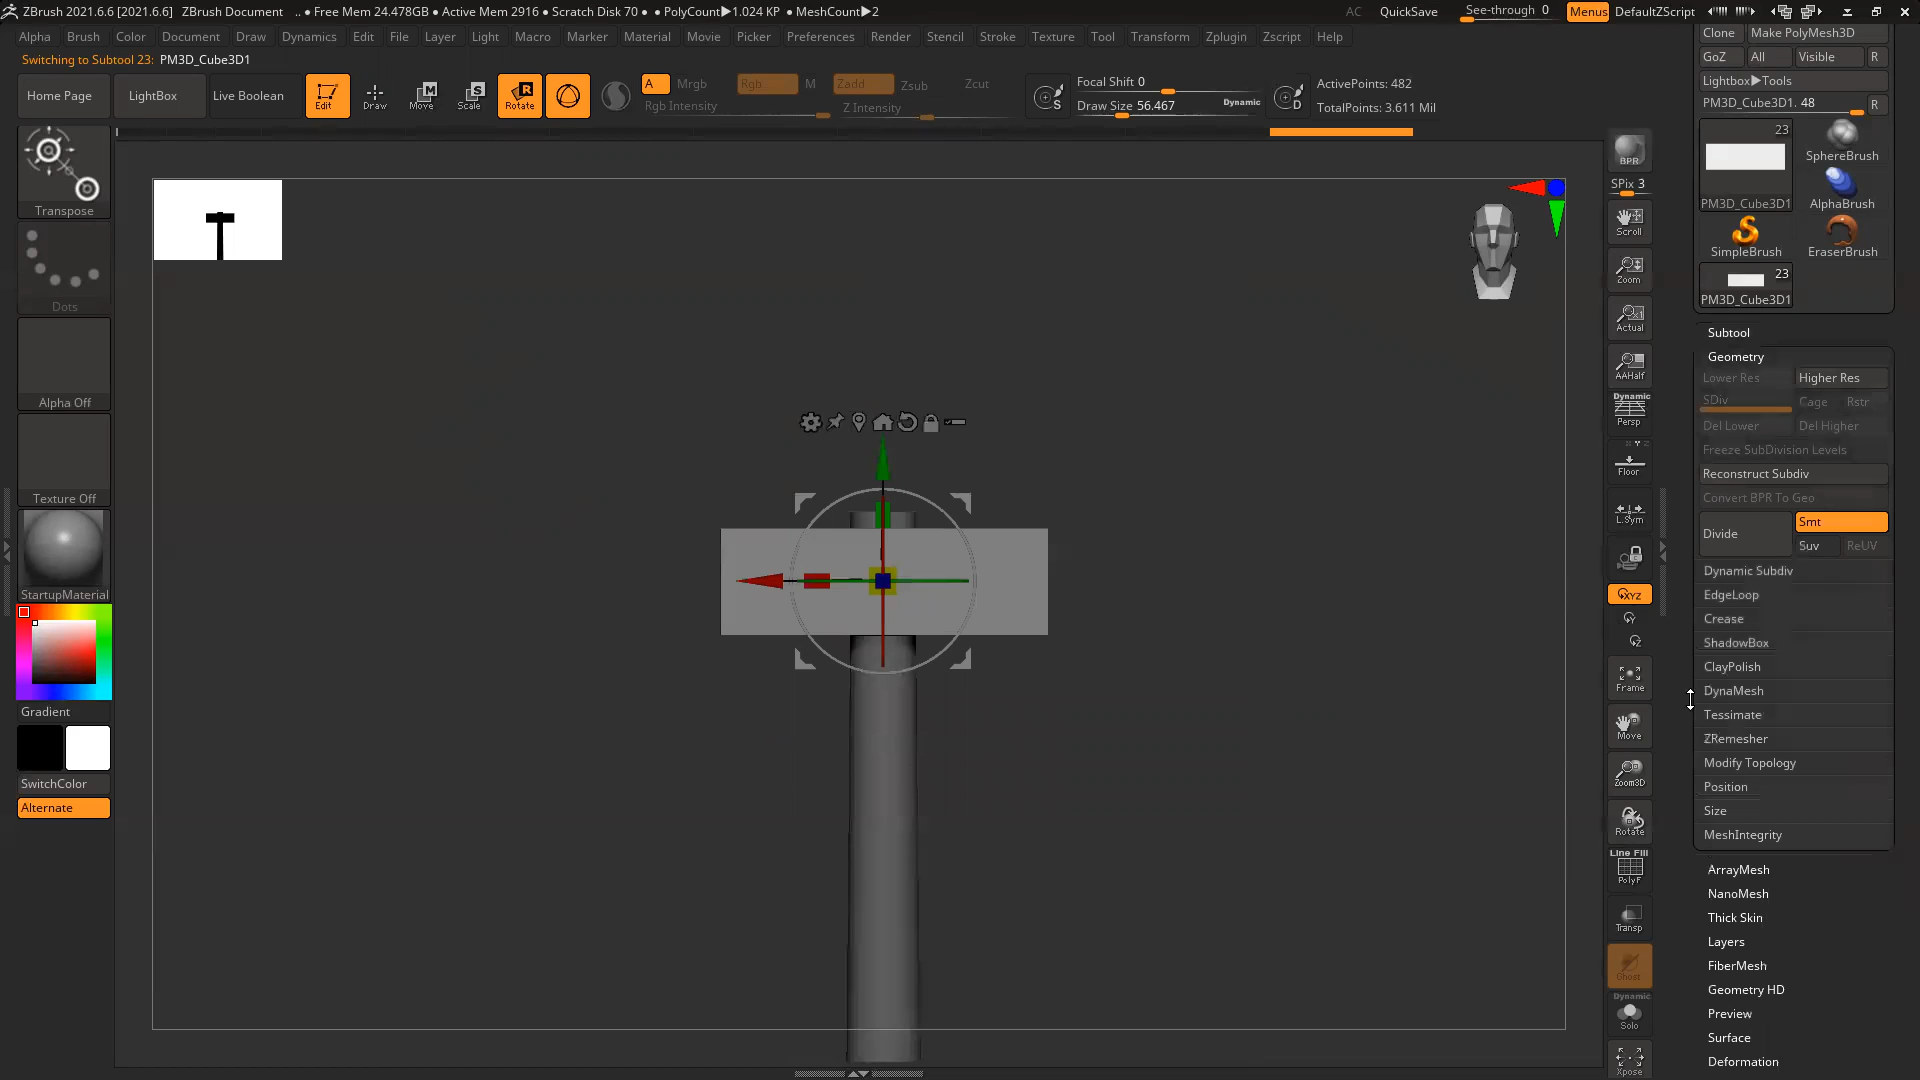 ZBrush 2021.6.6 [2021.6.6] ZBrush Document .. • Free Mem 24.478GB • Active Mem 2916 • Scratch Disk 70 • • PolyCount▶1.024 KP • MeshCount▶2 AC QuickSave See-through 0 Menus DefaultZScript
Alpha Brush Color Document Draw Dynamics Edit File Layer Light Macro Marker Material Movie Picker Preferences Render Stencil Stroke Texture Tool Transform Zplugin Zscript Help
Switching to Subtool 23: PM3D_Cube3D1
Home Page LightBox Live Boolean Edit Draw Move Scale Rotate
A Mrgb Rgb M Zadd Zsub Zcut
Rgb Intensity Z Intensity
Focal Shift 0
Draw Size 56.467 Dynamic
ActivePoints: 482
TotalPoints: 3.611 Mil
Transpose
Dots
Alpha Off
Texture Off
StartupMaterial
Gradient
SwitchColor
Alternate
BPR
SPix 3
Scroll
Zoom
Actual
AAHalf
Dynamic
Persp
Floor
L.Sym
XYZ
Y
Z
Frame
Move
Zoom3D
Rotate
Line Fill
PolyF
Transp
Ghost
Dynamic
Solo
Xpose
Clone Make PolyMesh3D
GoZ All Visible R
Lightbox▶Tools
PM3D_Cube3D1. 48 R
23
PM3D_Cube3D1
SphereBrush
AlphaBrush
SimpleBrush EraserBrush
23
PM3D_Cube3D1
Subtool
Geometry
Lower Res Higher Res
SDiv Cage Rstr
Del Lower Del Higher
Freeze SubDivision Levels
Reconstruct Subdiv
Convert BPR To Geo
Divide Smt
Suv ReUV
Dynamic Subdiv
EdgeLoop
Crease
ShadowBox
ClayPolish
DynaMesh
Tessimate
ZRemesher
Modify Topology
Position
Size
MeshIntegrity
ArrayMesh
NanoMesh
Thick Skin
Layers
FiberMesh
Geometry HD
Preview
Surface
Deformation